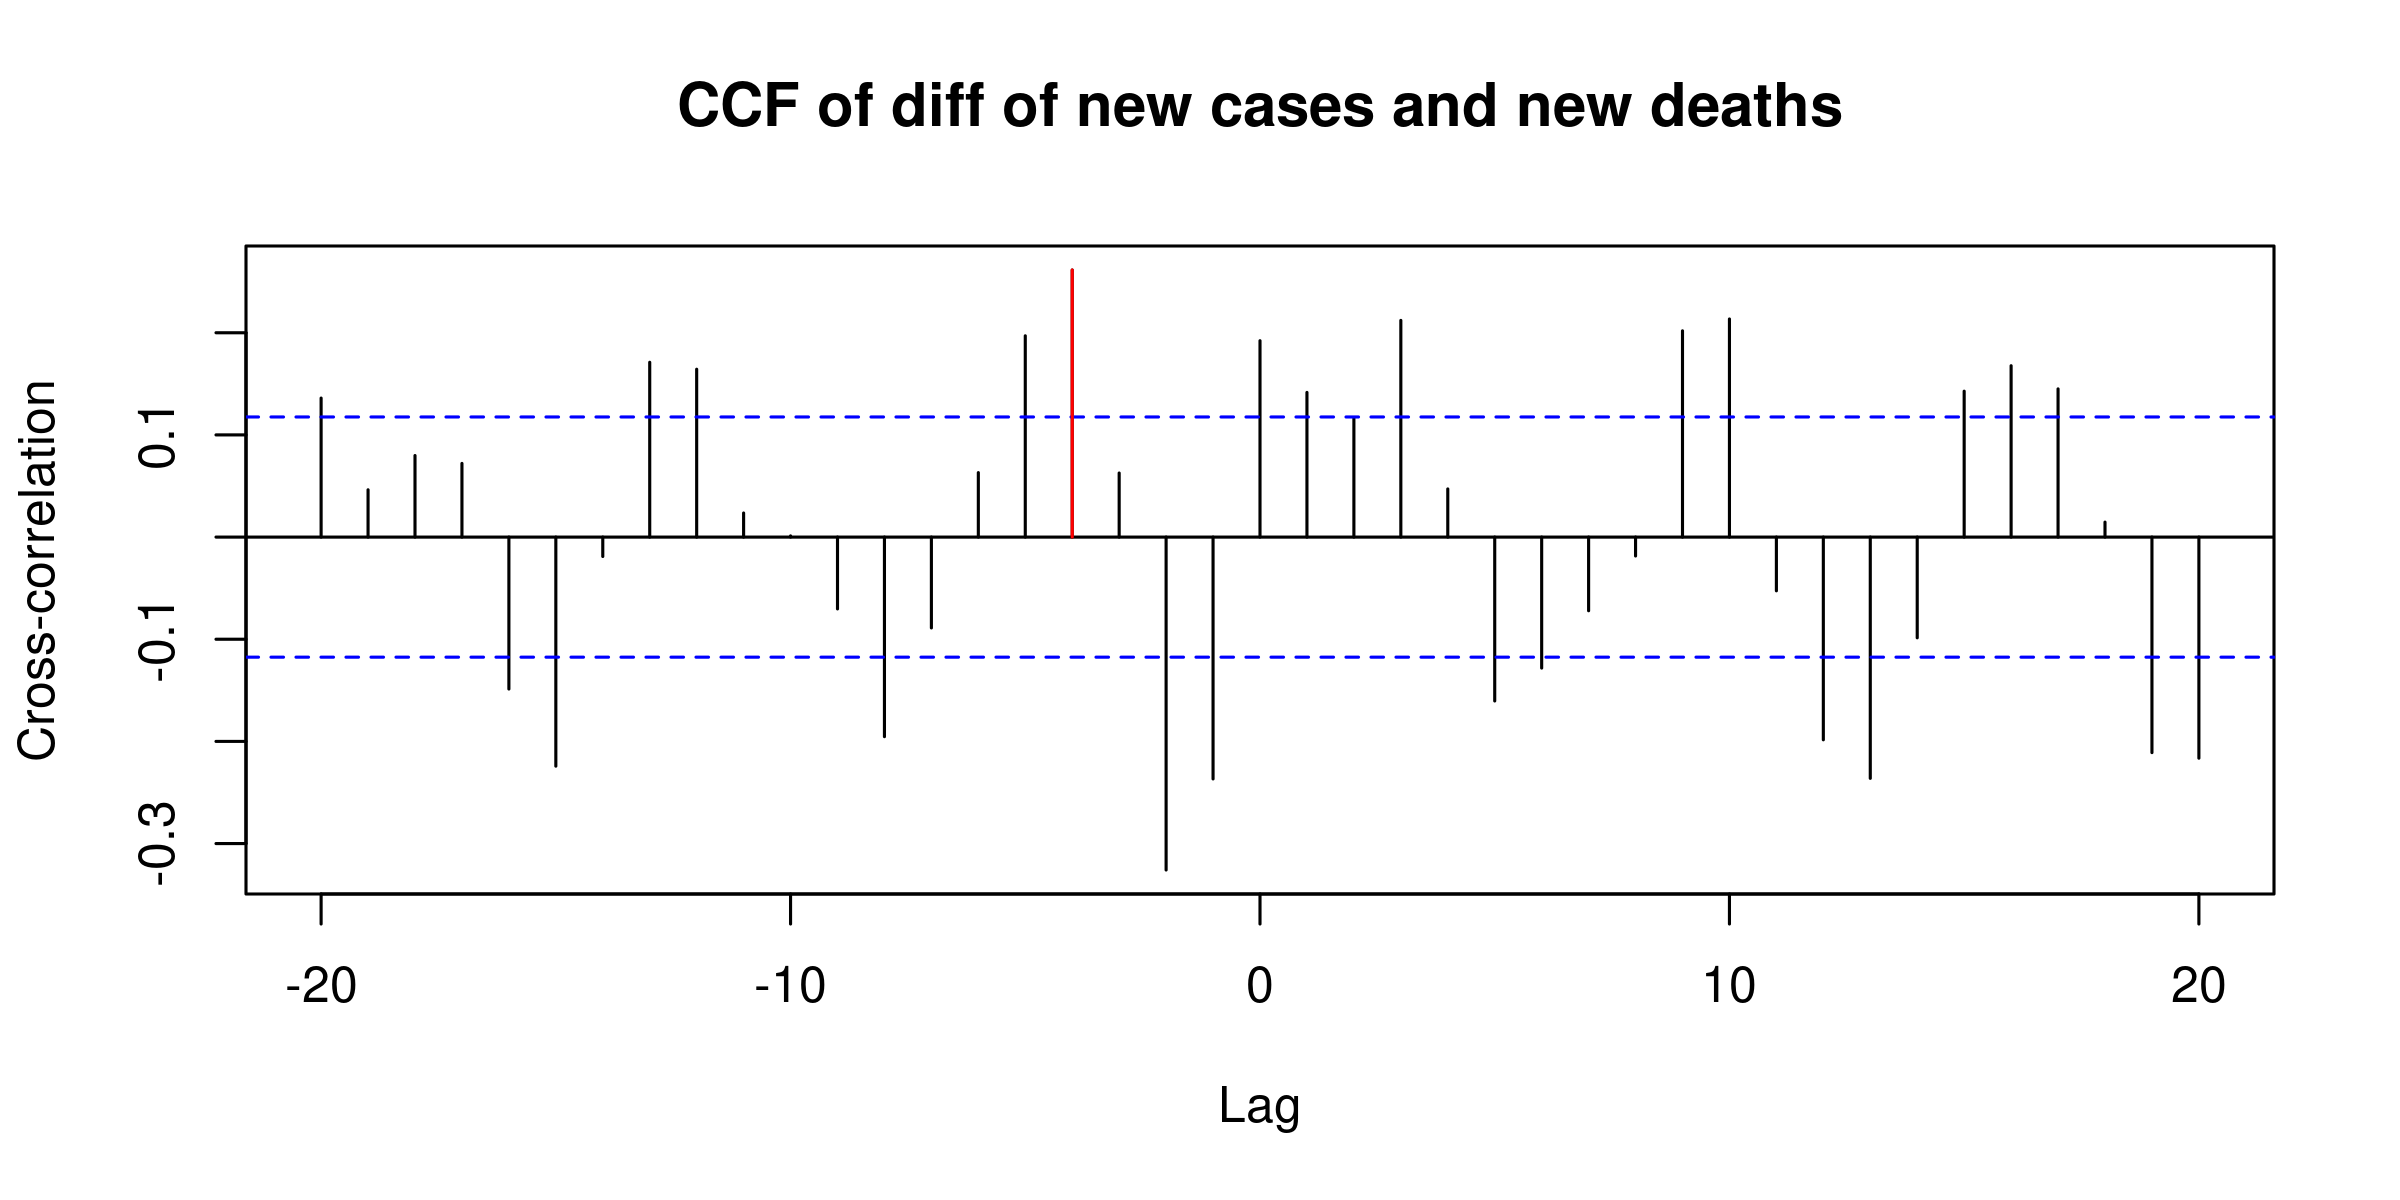 CCF of diff of new cases and new deaths
Cross-correlation
0.1
-0.1
-0.3
-20 -10 0 10 20
Lag